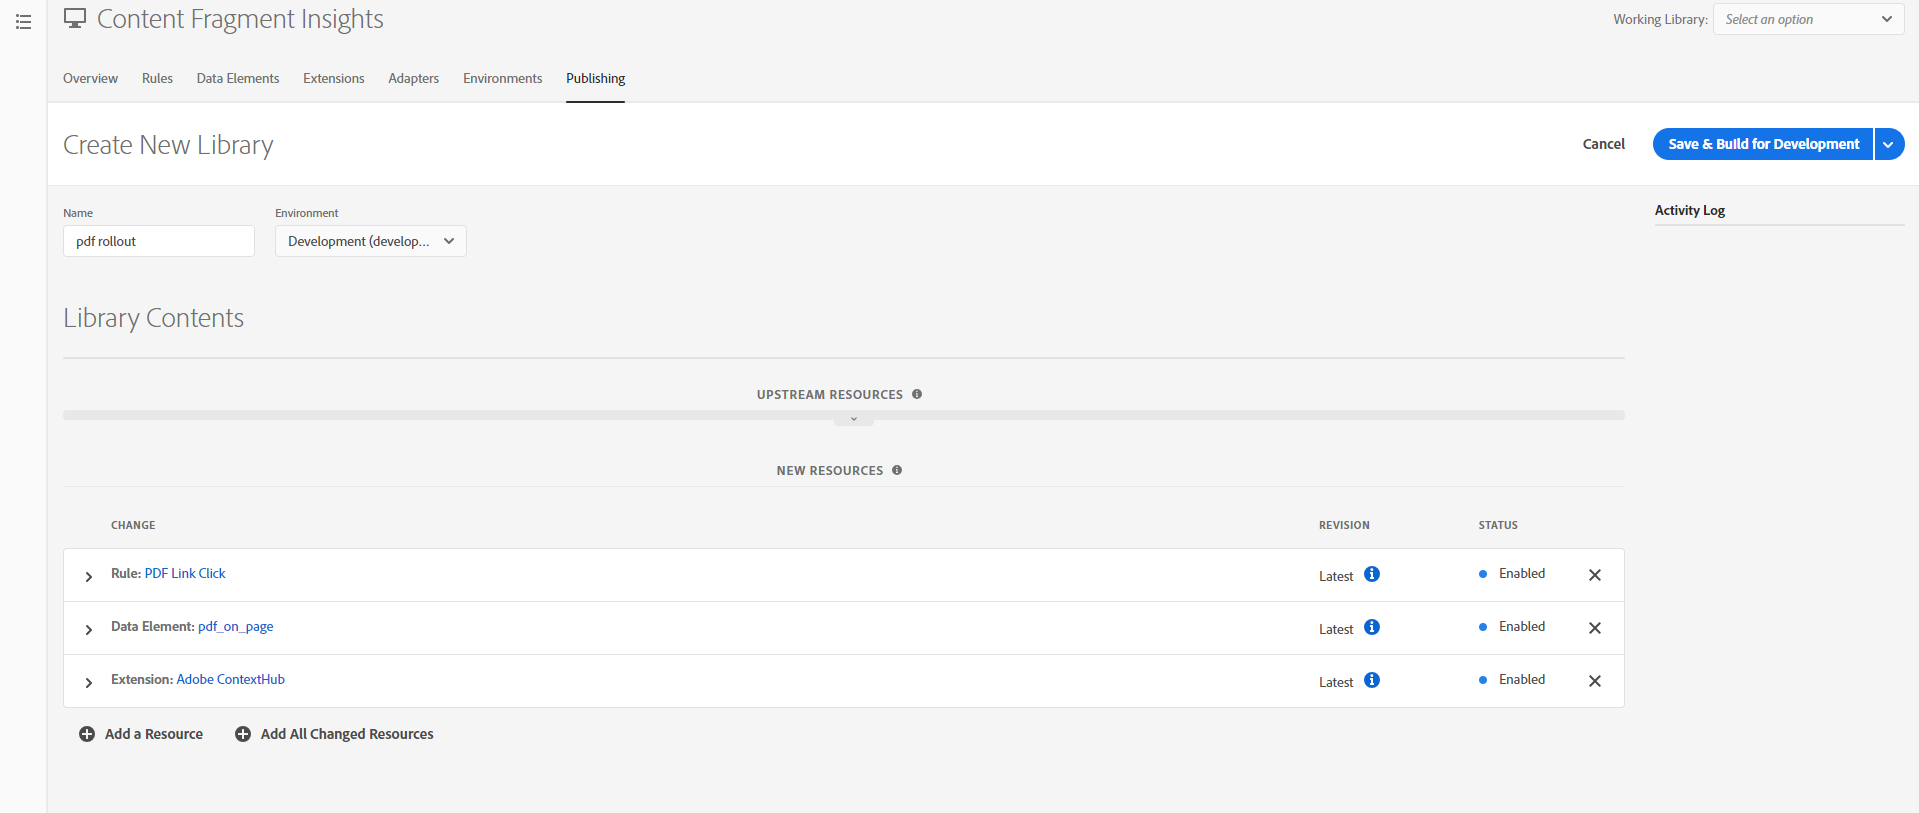 Content Fragment Insights
Working Library: Select an option
Overview Rules Data Elements Extensions Adapters Environments Publishing
Create New Library
Cancel Save & Build for Development
Name Environment
pdf rollout Development (develop...
Activity Log
Library Contents
UPSTREAM RESOURCES
NEW RESOURCES
CHANGE REVISION STATUS
Rule: PDF Link Click Latest Enabled
Data Element: pdf_on_page Latest Enabled
Extension: Adobe ContextHub Latest Enabled
Add a Resource Add All Changed Resources